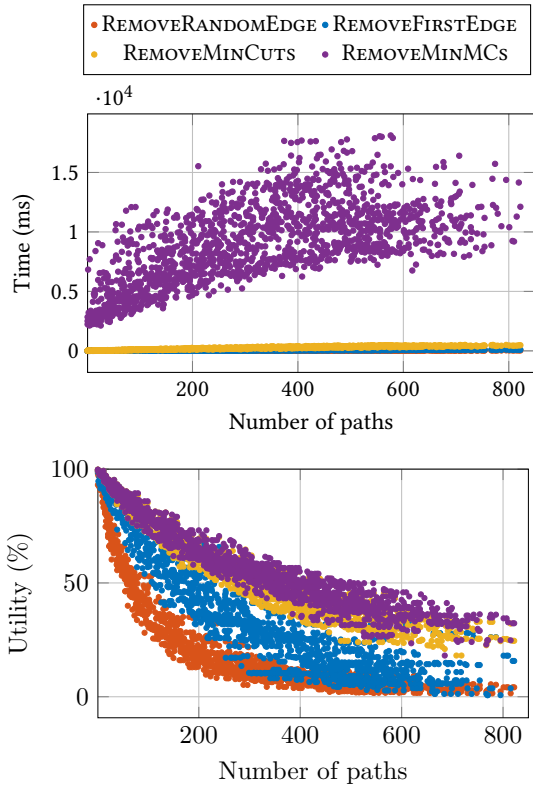 REMOVERANDOMEDGE REMOVEFIRSTEDGE
REMOVEMINCUTS REMOVEMINMCS
·10^4
1.5
1
0.5
0
Time (ms)
200 400 600 800
Number of paths
100
50
0
Utility (%)
0 200 400 600 800
Number of paths